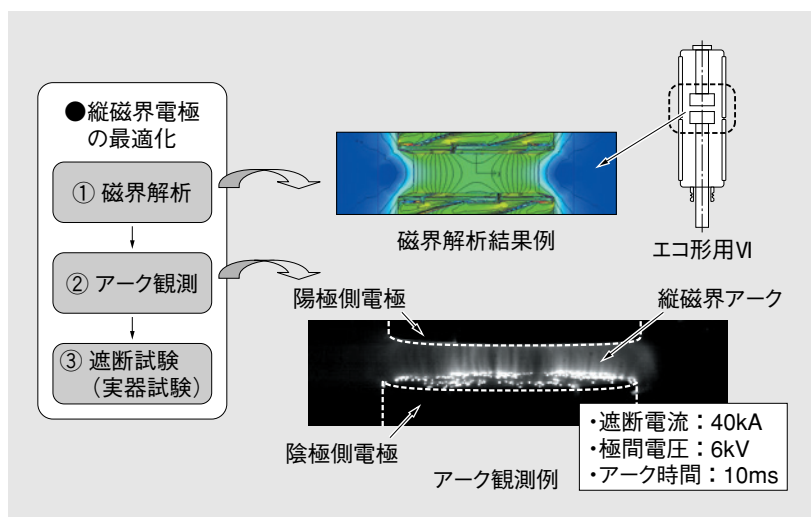 ●縦磁界電極
の最適化
① 磁界解析
② アーク観測
③ 遮断試験
（実器試験）
磁界解析結果例
エコ形用VI
陽極側電極
縦磁界アーク
陰極側電極
アーク観測例
・遮断電流：40kA
・極間電圧：6kV
・アーク時間：10ms